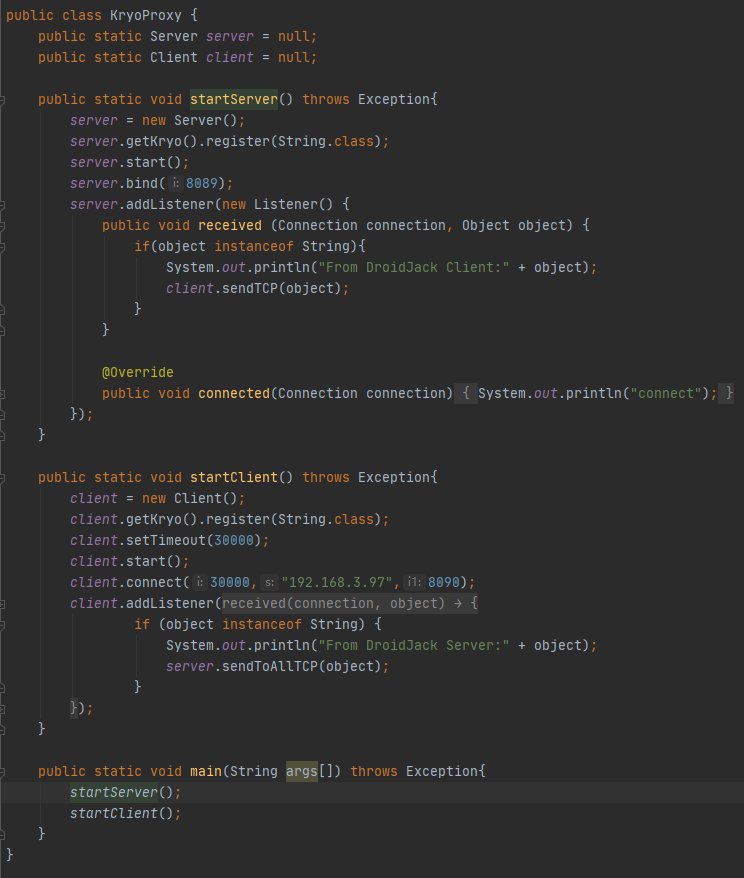 public class KryoProxy {
public static Server server = null;
public static Client client = null;
public static void startServer() throws Exception{
server = new Server();
server.getKryo().register(String.class);
server.start();
server.bind( i: 8089);
server.addListener(new Listener() {
public void received (Connection connection, Object object) {
if(object instanceof String){
System.out.println("From DroidJack Client:" + object);
client.sendTCP(object);
}
}
@Override
public void connected(Connection connection) { System.out.println("connect"); }
});
}
public static void startClient() throws Exception{
client = new Client();
client.getKryo().register(String.class);
client.setTimeout(30000);
client.start();
client.connect( i: 30000, s: "192.168.3.97", i1: 8090);
client.addListener(received(connection, object) → {
if (object instanceof String) {
System.out.println("From DroidJack Server:" + object);
server.sendToAllTCP(object);
}
});
}
public static void main(String args[]) throws Exception{
startServer();
startClient();
}
}